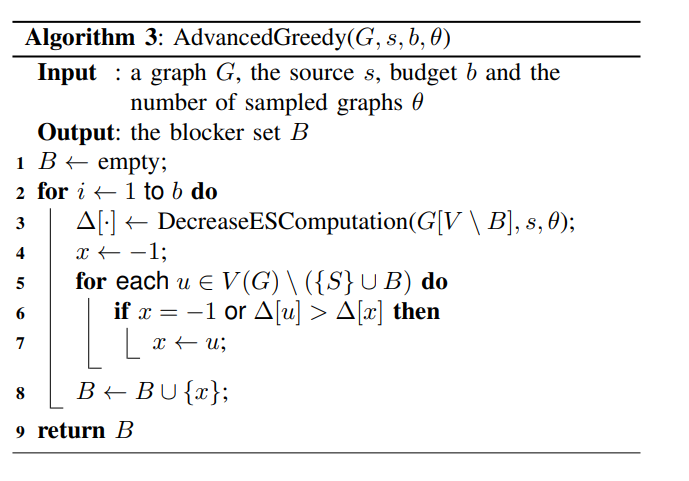 Algorithm 3: AdvancedGreedy(G, s, b, θ)
Input : a graph G, the source s, budget b and the
number of sampled graphs θ
Output: the blocker set B
1 B ← empty;
2 for i ← 1 to b do
3 Δ[·] ← DecreaseESComputation(G[V \ B], s, θ);
4 x ← −1;
5 for each u ∈ V(G) \ ({S} ∪ B) do
6 if x = −1 or Δ[u] > Δ[x] then
7 x ← u;
8 B ← B ∪ {x};
9 return B